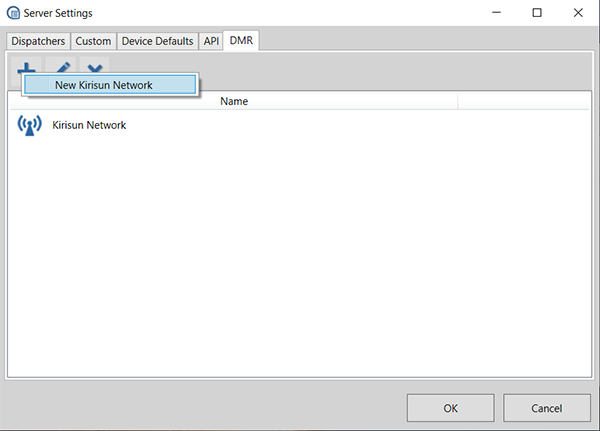 Server Settings
Dispatchers Custom Device Defaults API DMR
New Kirisun Network
Name
Kirisun Network
OK Cancel